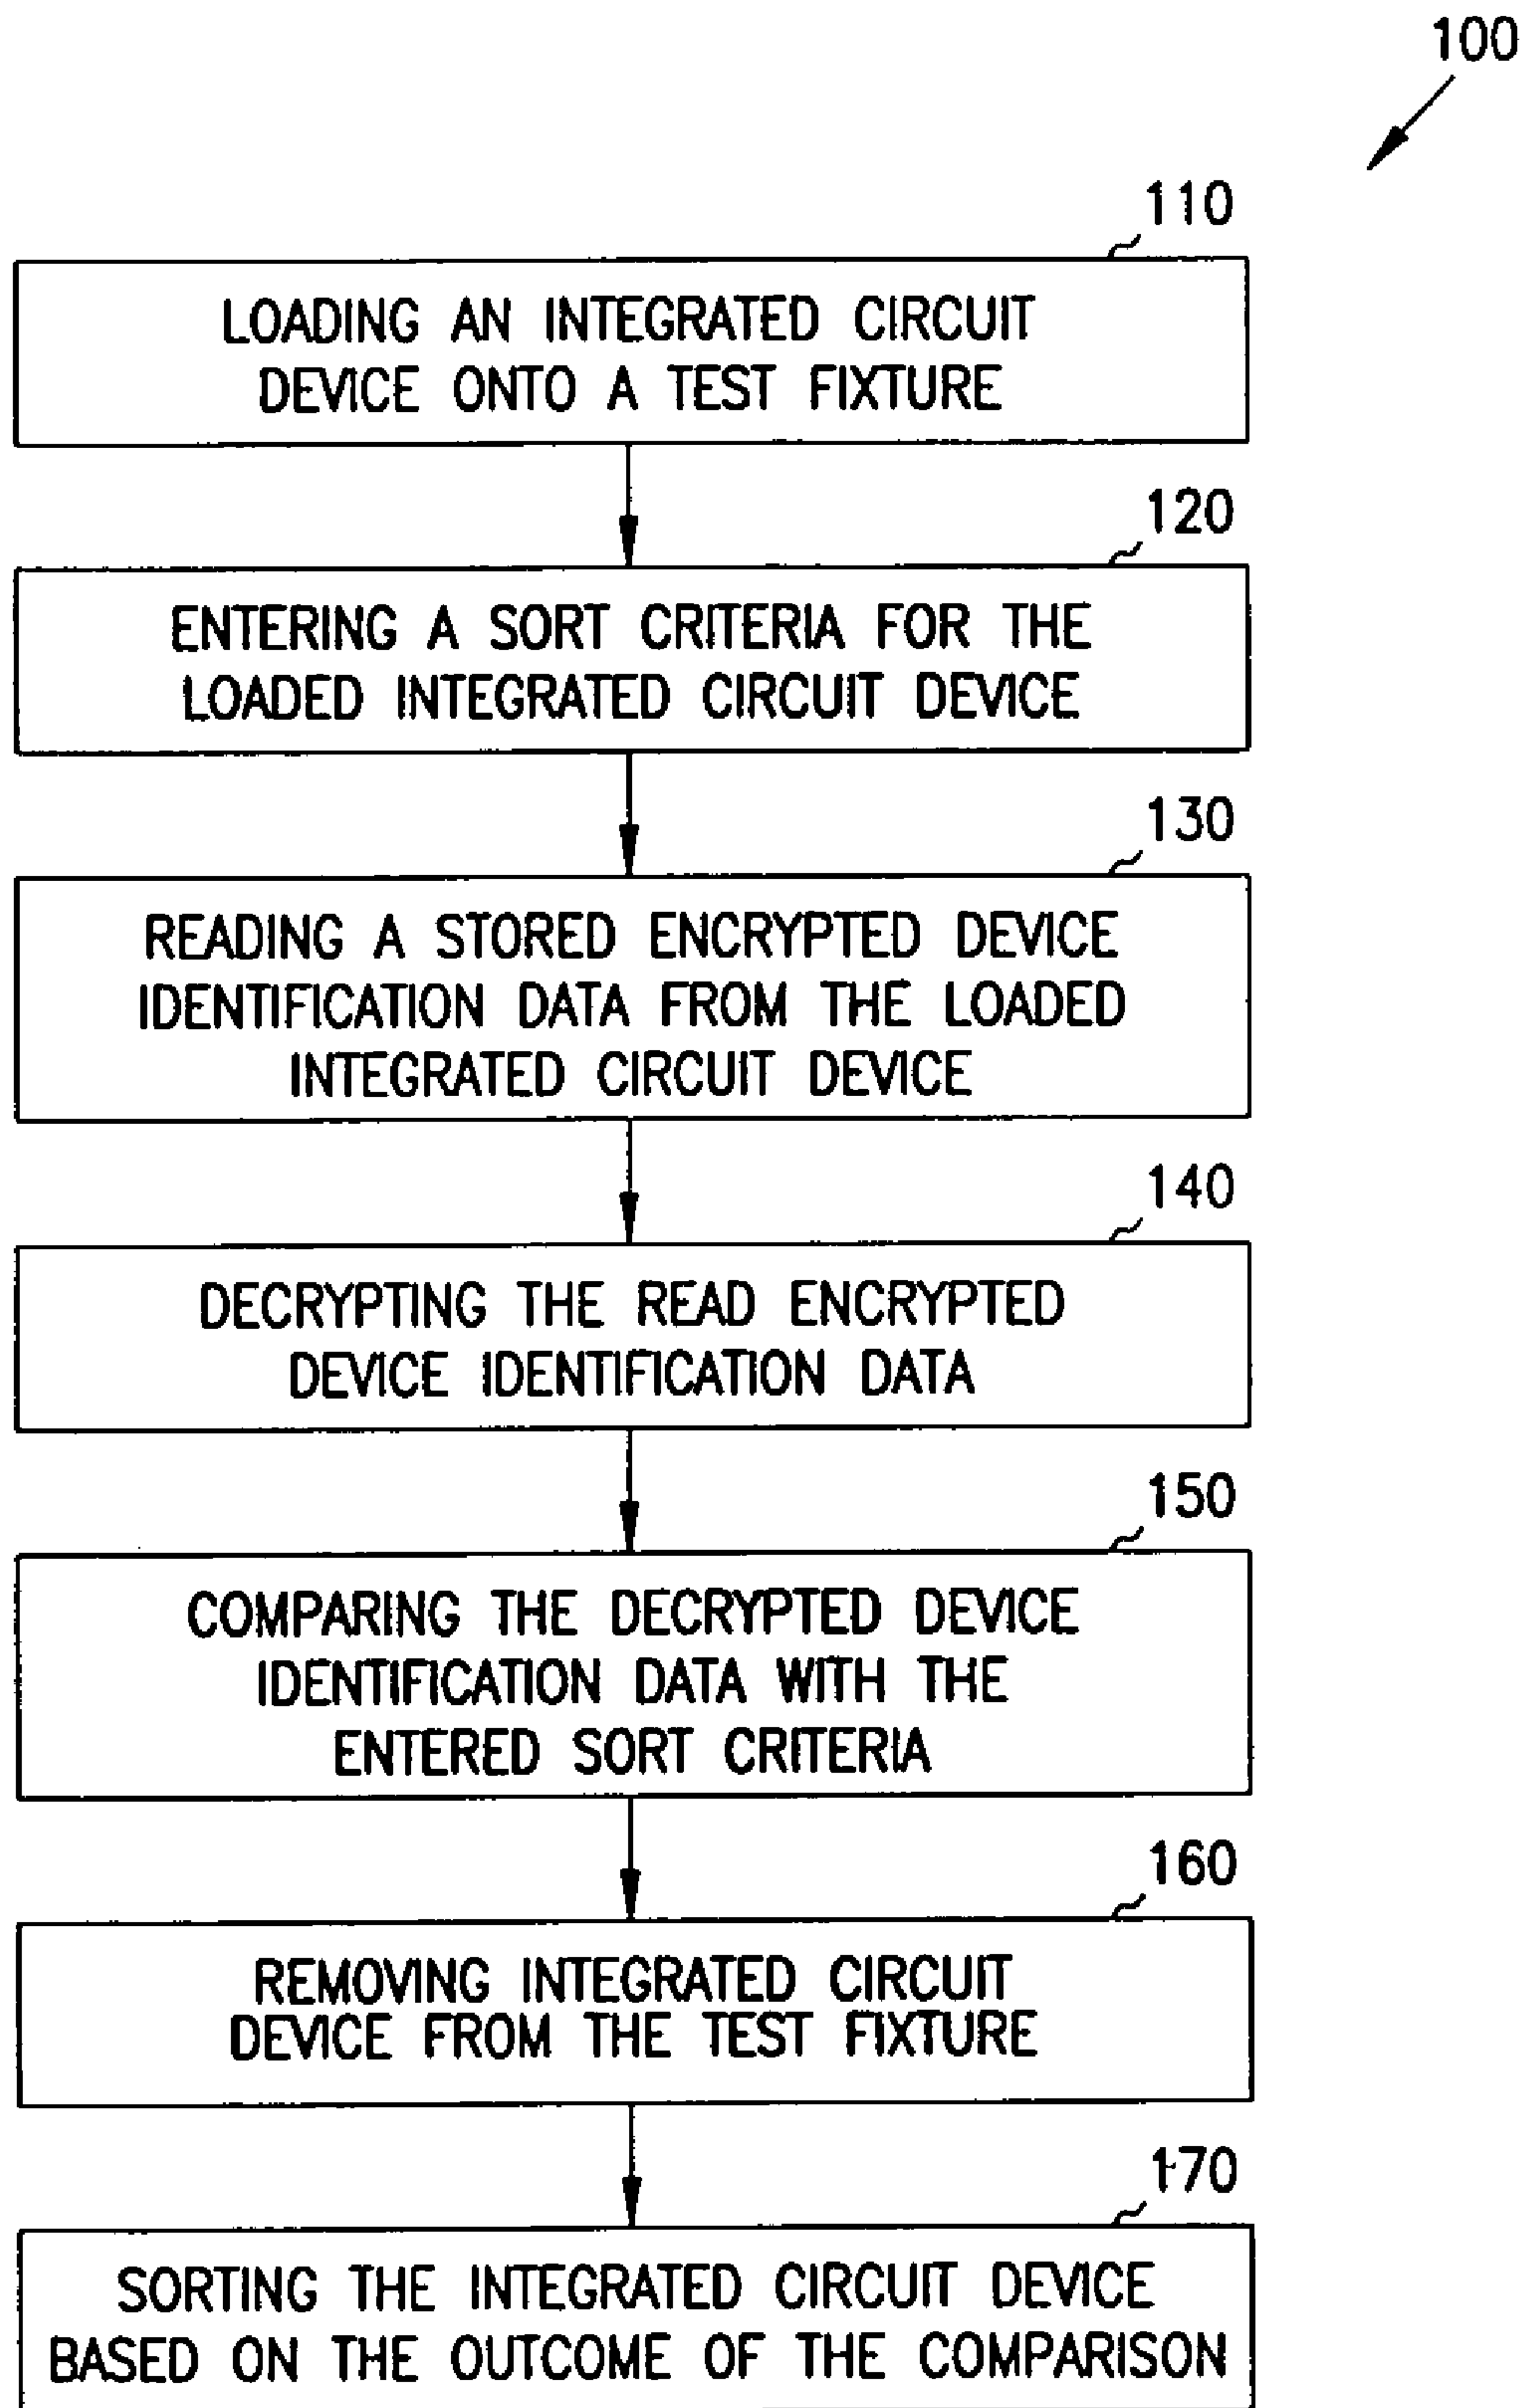 100
110
LOADING AN INTEGRATED CIRCUIT
DEVICE ONTO A TEST FIXTURE
120
ENTERING A SORT CRITERIA FOR THE
LOADED INTEGRATED CIRCUIT DEVICE
130
READING A STORED ENCRYPTED DEVICE
IDENTIFICATION DATA FROM THE LOADED
INTEGRATED CIRCUIT DEVICE
140
DECRYPTING THE READ ENCRYPTED
DEVICE IDENTIFICATION DATA
150
COMPARING THE DECRYPTED DEVICE
IDENTIFICATION DATA WITH THE
ENTERED SORT CRITERIA
160
REMOVING INTEGRATED CIRCUIT
DEVICE FROM THE TEST FIXTURE
170
SORTING THE INTEGRATED CIRCUIT DEVICE
BASED ON THE OUTCOME OF THE COMPARISON